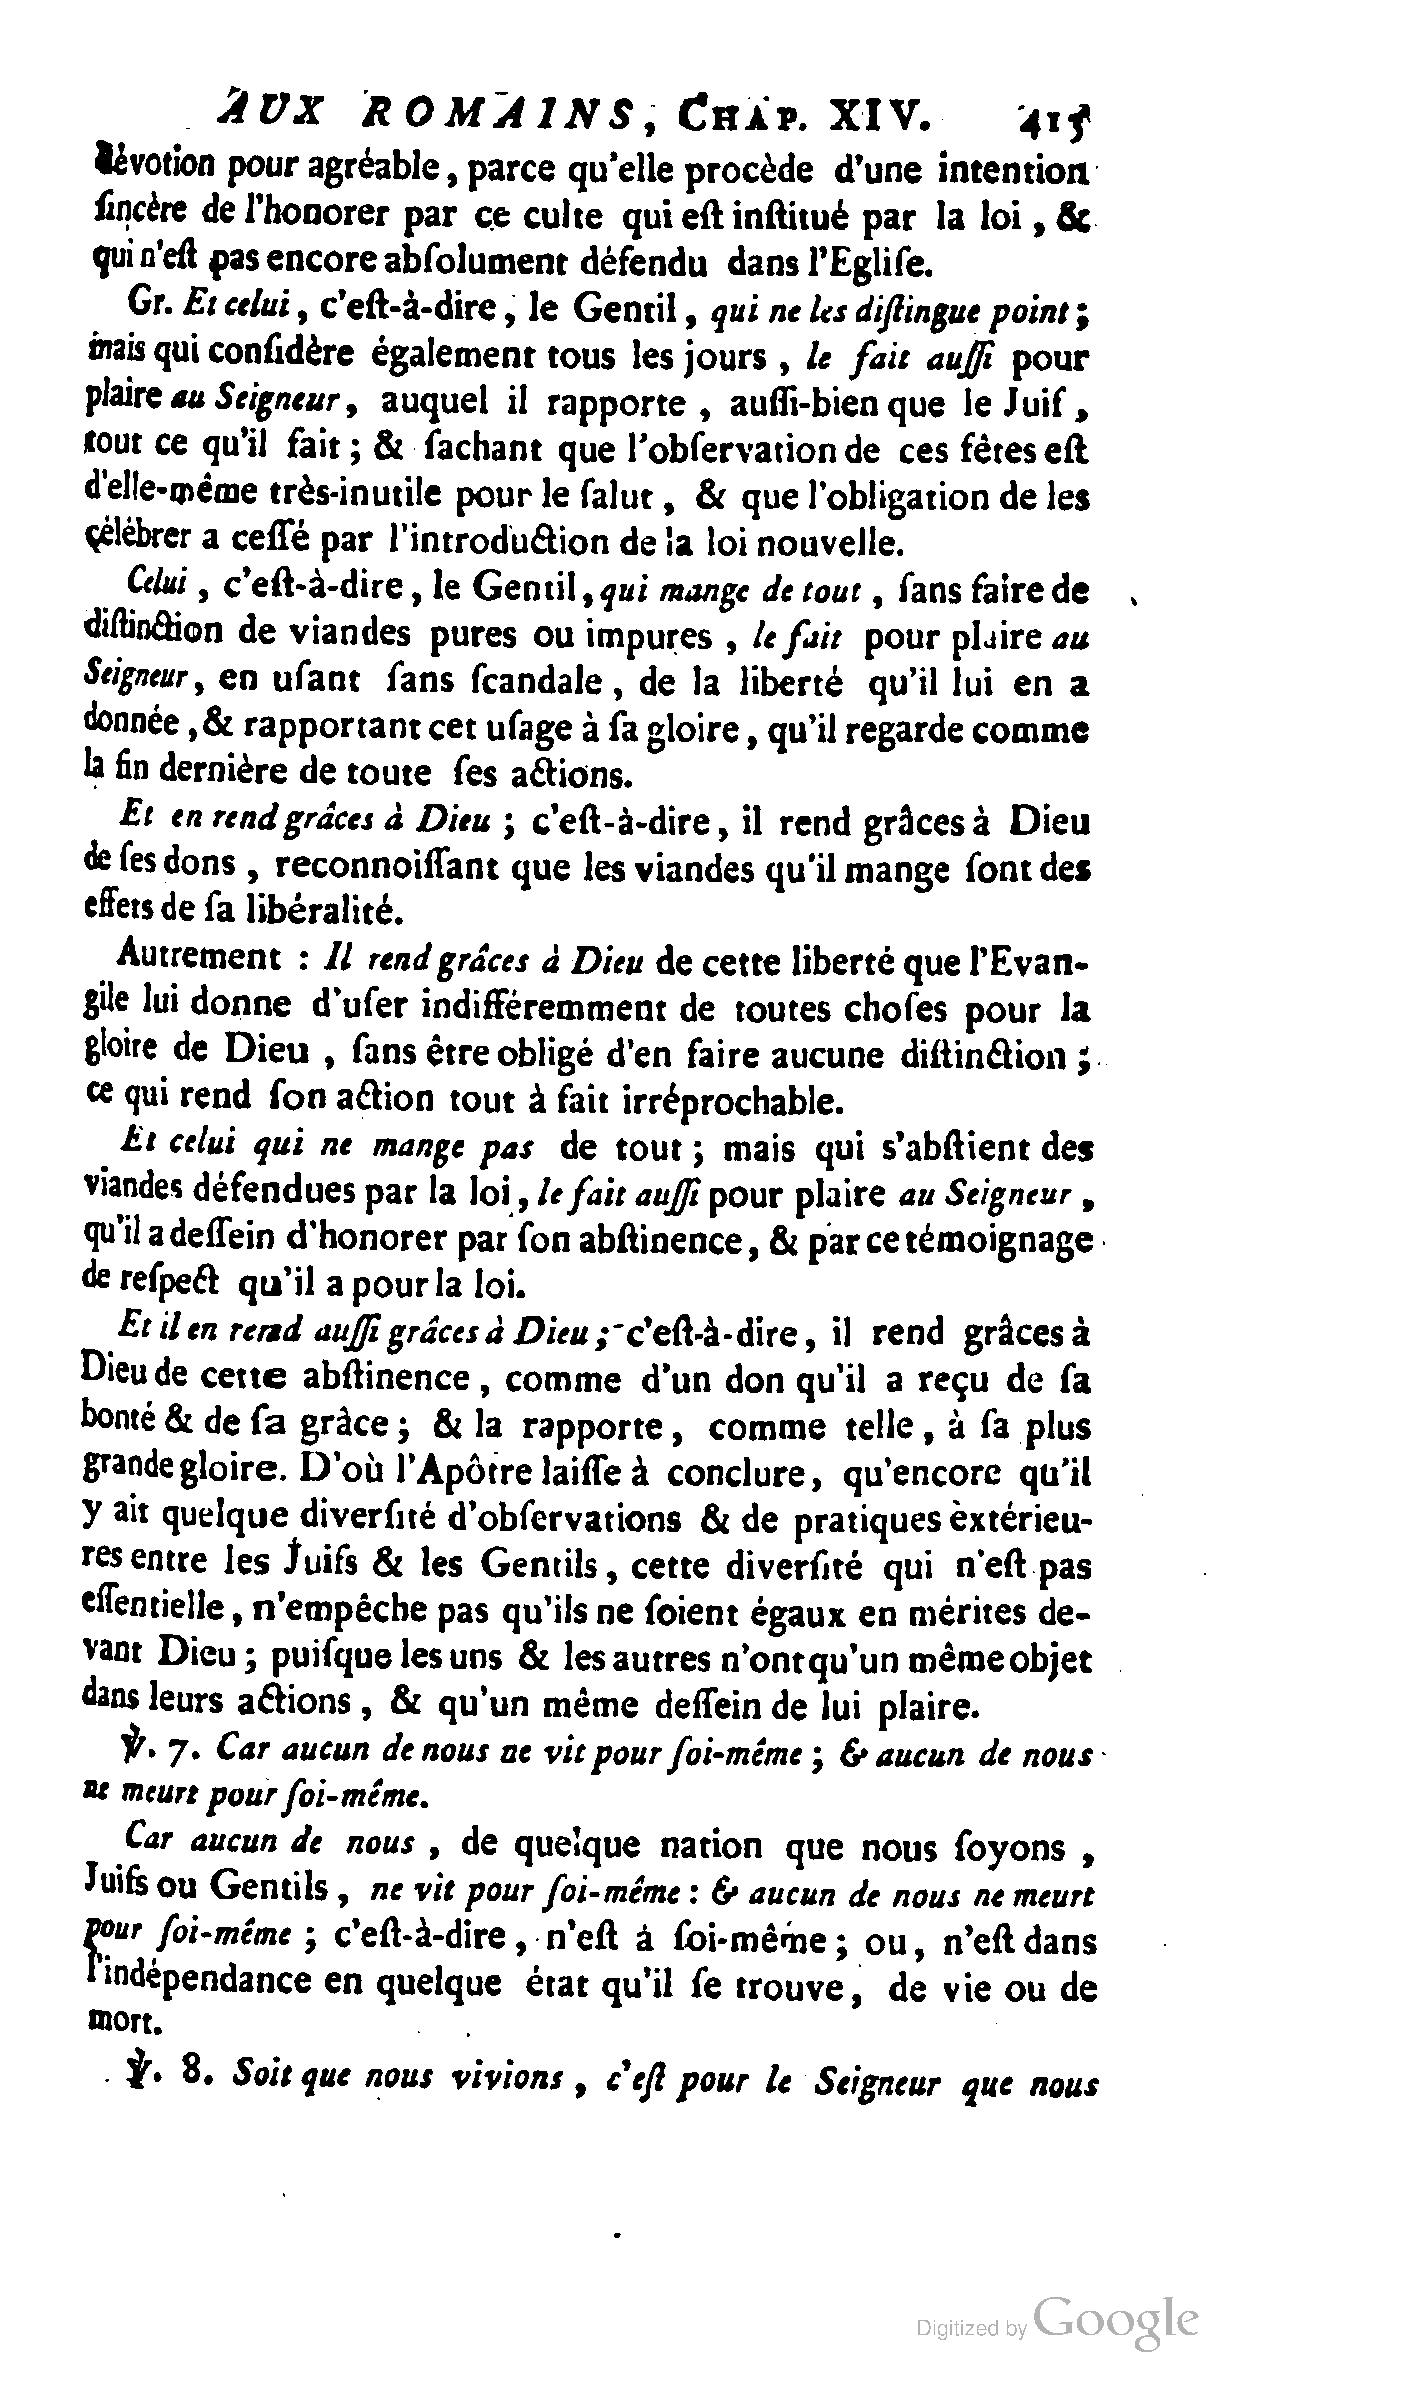 AUX ROMAINS, CHAP. XIV. 415
dévotion pour agréable, parce qu'elle procède d'une intention
ſincère de l'honorer par ce culte qui eſt inſtitué par la loi, &
qui n'eſt pas encore abſolument défendu dans l'Egliſe.
Gr. Et celui, c'eſt-à-dire, le Gentil, qui ne les diſtingue point;
mais qui conſidère également tous les jours, le fait auſſi pour
plaire au Seigneur, auquel il rapporte, auſſi-bien que le Juif,
tout ce qu'il fait; & ſachant que l'obſervation de ces fêtes eſt
d'elle-même très-inutile pour le ſalut, & que l'obligation de les
célébrer a ceſſé par l'introduction de la loi nouvelle.
Celui, c'eſt-à-dire, le Gentil, qui mange de tout, ſans faire de
diſtinction de viandes pures ou impures, le fait pour plaire au
Seigneur, en uſant ſans ſcandale, de la liberté qu'il lui en a
donnée, & rapportant cet uſage à ſa gloire, qu'il regarde comme
la fin dernière de toute ſes actions.
Et en rend grâces à Dieu; c'eſt-à-dire, il rend grâces à Dieu
de ſes dons, reconnoiſſant que les viandes qu'il mange ſont des
effets de ſa libéralité.
Autrement : Il rend grâces à Dieu de cette liberté que l'Evan-
gile lui donne d'uſer indifféremment de toutes choſes pour la
gloire de Dieu, ſans être obligé d'en faire aucune diſtinction;
ce qui rend ſon action tout à fait irréprochable.
Et celui qui ne mange pas de tout; mais qui s'abſtient des
viandes défendues par la loi, le fait auſſi pour plaire au Seigneur,
qu'il a deſſein d'honorer par ſon abſtinence, & par ce témoignage
de reſpect qu'il a pour la loi.
Et il en rend auſſi grâces à Dieu; c'eſt-à-dire, il rend grâces à
Dieu de cette abſtinence, comme d'un don qu'il a reçu de ſa
bonté & de ſa grâce; & la rapporte, comme telle, à ſa plus
grande gloire. D'où l'Apôtre laiſſe à conclure, qu'encore qu'il
y ait quelque diverſité d'obſervations & de pratiques èxtérieu-
res entre les Juifs & les Gentils, cette diverſité qui n'eſt pas
eſſentielle, n'empêche pas qu'ils ne ſoient égaux en mérites de-
vant Dieu; puiſque les uns & les autres n'ont qu'un même objet
dans leurs actions, & qu'un même deſſein de lui plaire.
℣. 7. Car aucun de nous ne vit pour ſoi-même; & aucun de nous
ne meurt pour ſoi-même.
Car aucun de nous, de quelque nation que nous ſoyons,
Juifs ou Gentils, ne vit pour ſoi-même : & aucun de nous ne meurt
pour ſoi-même; c'eſt-à-dire, n'eſt à ſoi-même; ou, n'eſt dans
l'indépendance en quelque état qu'il ſe trouve, de vie ou de
mort.
℣. 8. Soit que nous vivions, c'eſt pour le Seigneur que nous
Digitized by Google